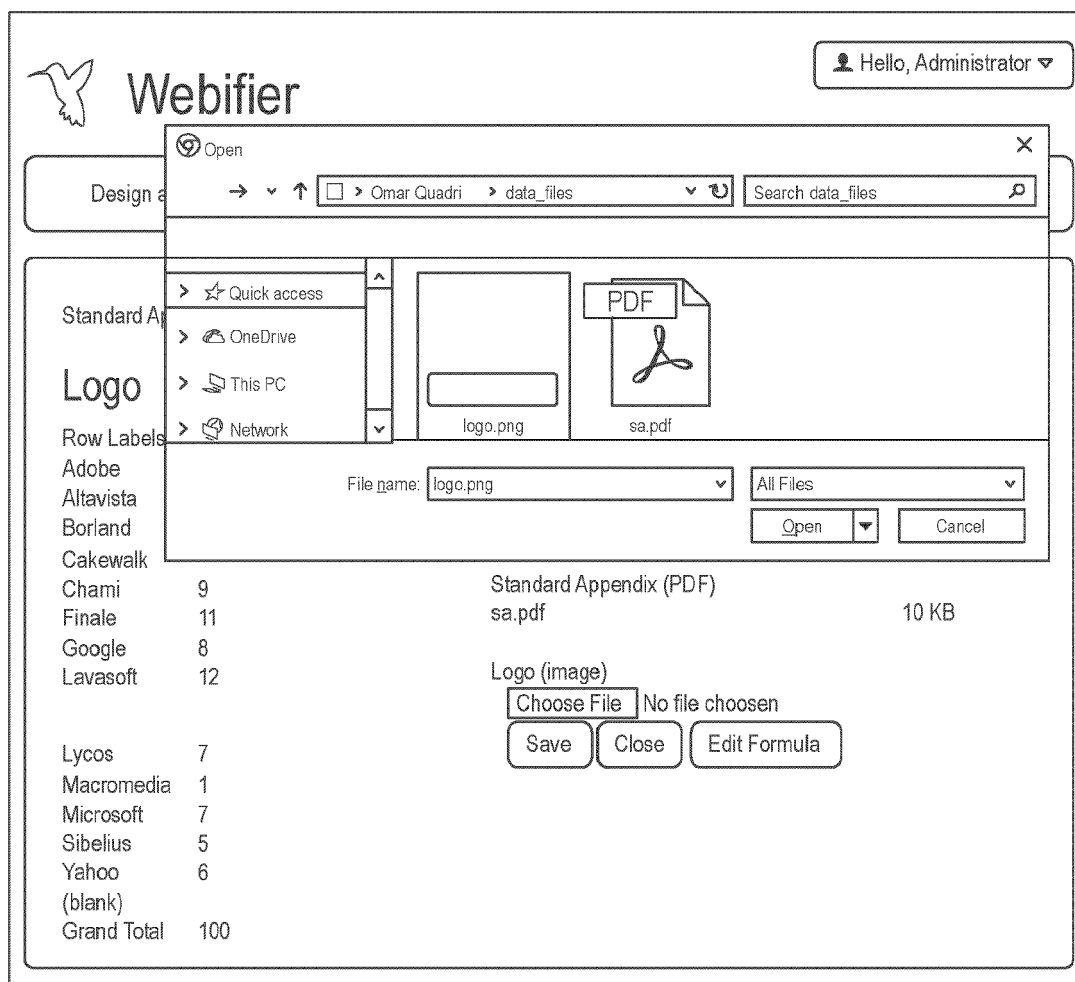 Hello, Administrator
Webifier
Open
Design a
Omar Quadri > data_files
Search data_files
Quick access
Standard Ap
OneDrive
PDF
Logo
This PC
Network
logo.png
sa.pdf
Row Labels
Adobe
File name: logo.png
All Files
Altavista
Open
Cancel
Borland
Cakewalk
Chami 9
Standard Appendix (PDF)
Finale 11
sa.pdf 10 KB
Google 8
Lavasoft 12
Logo (image)
Choose File No file choosen
Save Close Edit Formula
Lycos 7
Macromedia 1
Microsoft 7
Sibelius 5
Yahoo 6
(blank)
Grand Total 100